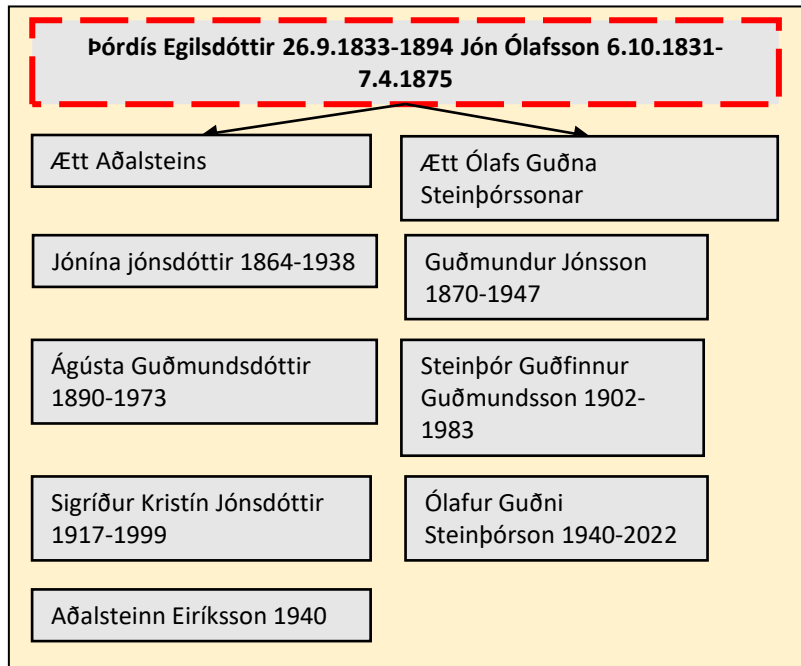 Þórdís Egilsdóttir 26.9.1833-1894 Jón Ólafsson 6.10.1831-
7.4.1875
Ætt Aðalsteins
Ætt Ólafs Guðna
Steinþórssonar
Jónína jónsdóttir 1864-1938
Guðmundur Jónsson
1870-1947
Ágústa Guðmundsdóttir
1890-1973
Steinþór Guðfinnur
Guðmundsson 1902-
1983
Sigríður Kristín Jónsdóttir
1917-1999
Ólafur Guðni
Steinþórson 1940-2022
Aðalsteinn Eiríksson 1940